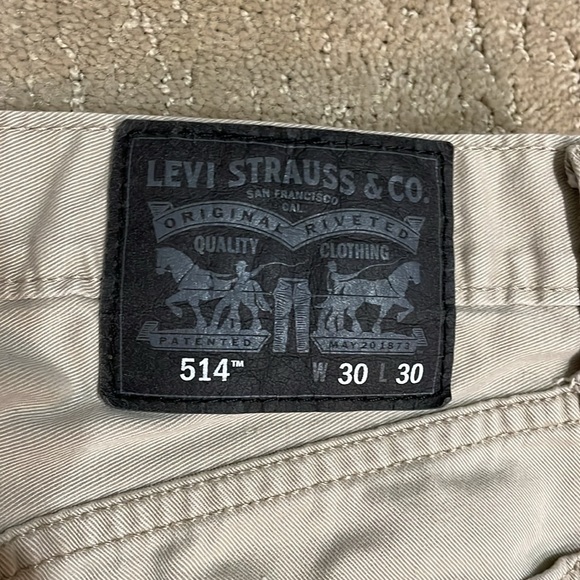 LEVI STRAUSS & CO.
SAN FRANCISCO
CAL.
ORIGINAL RIVETED
QUALITY CLOTHING
PATENTED MAY 20 1873
514™ W 30 L 30